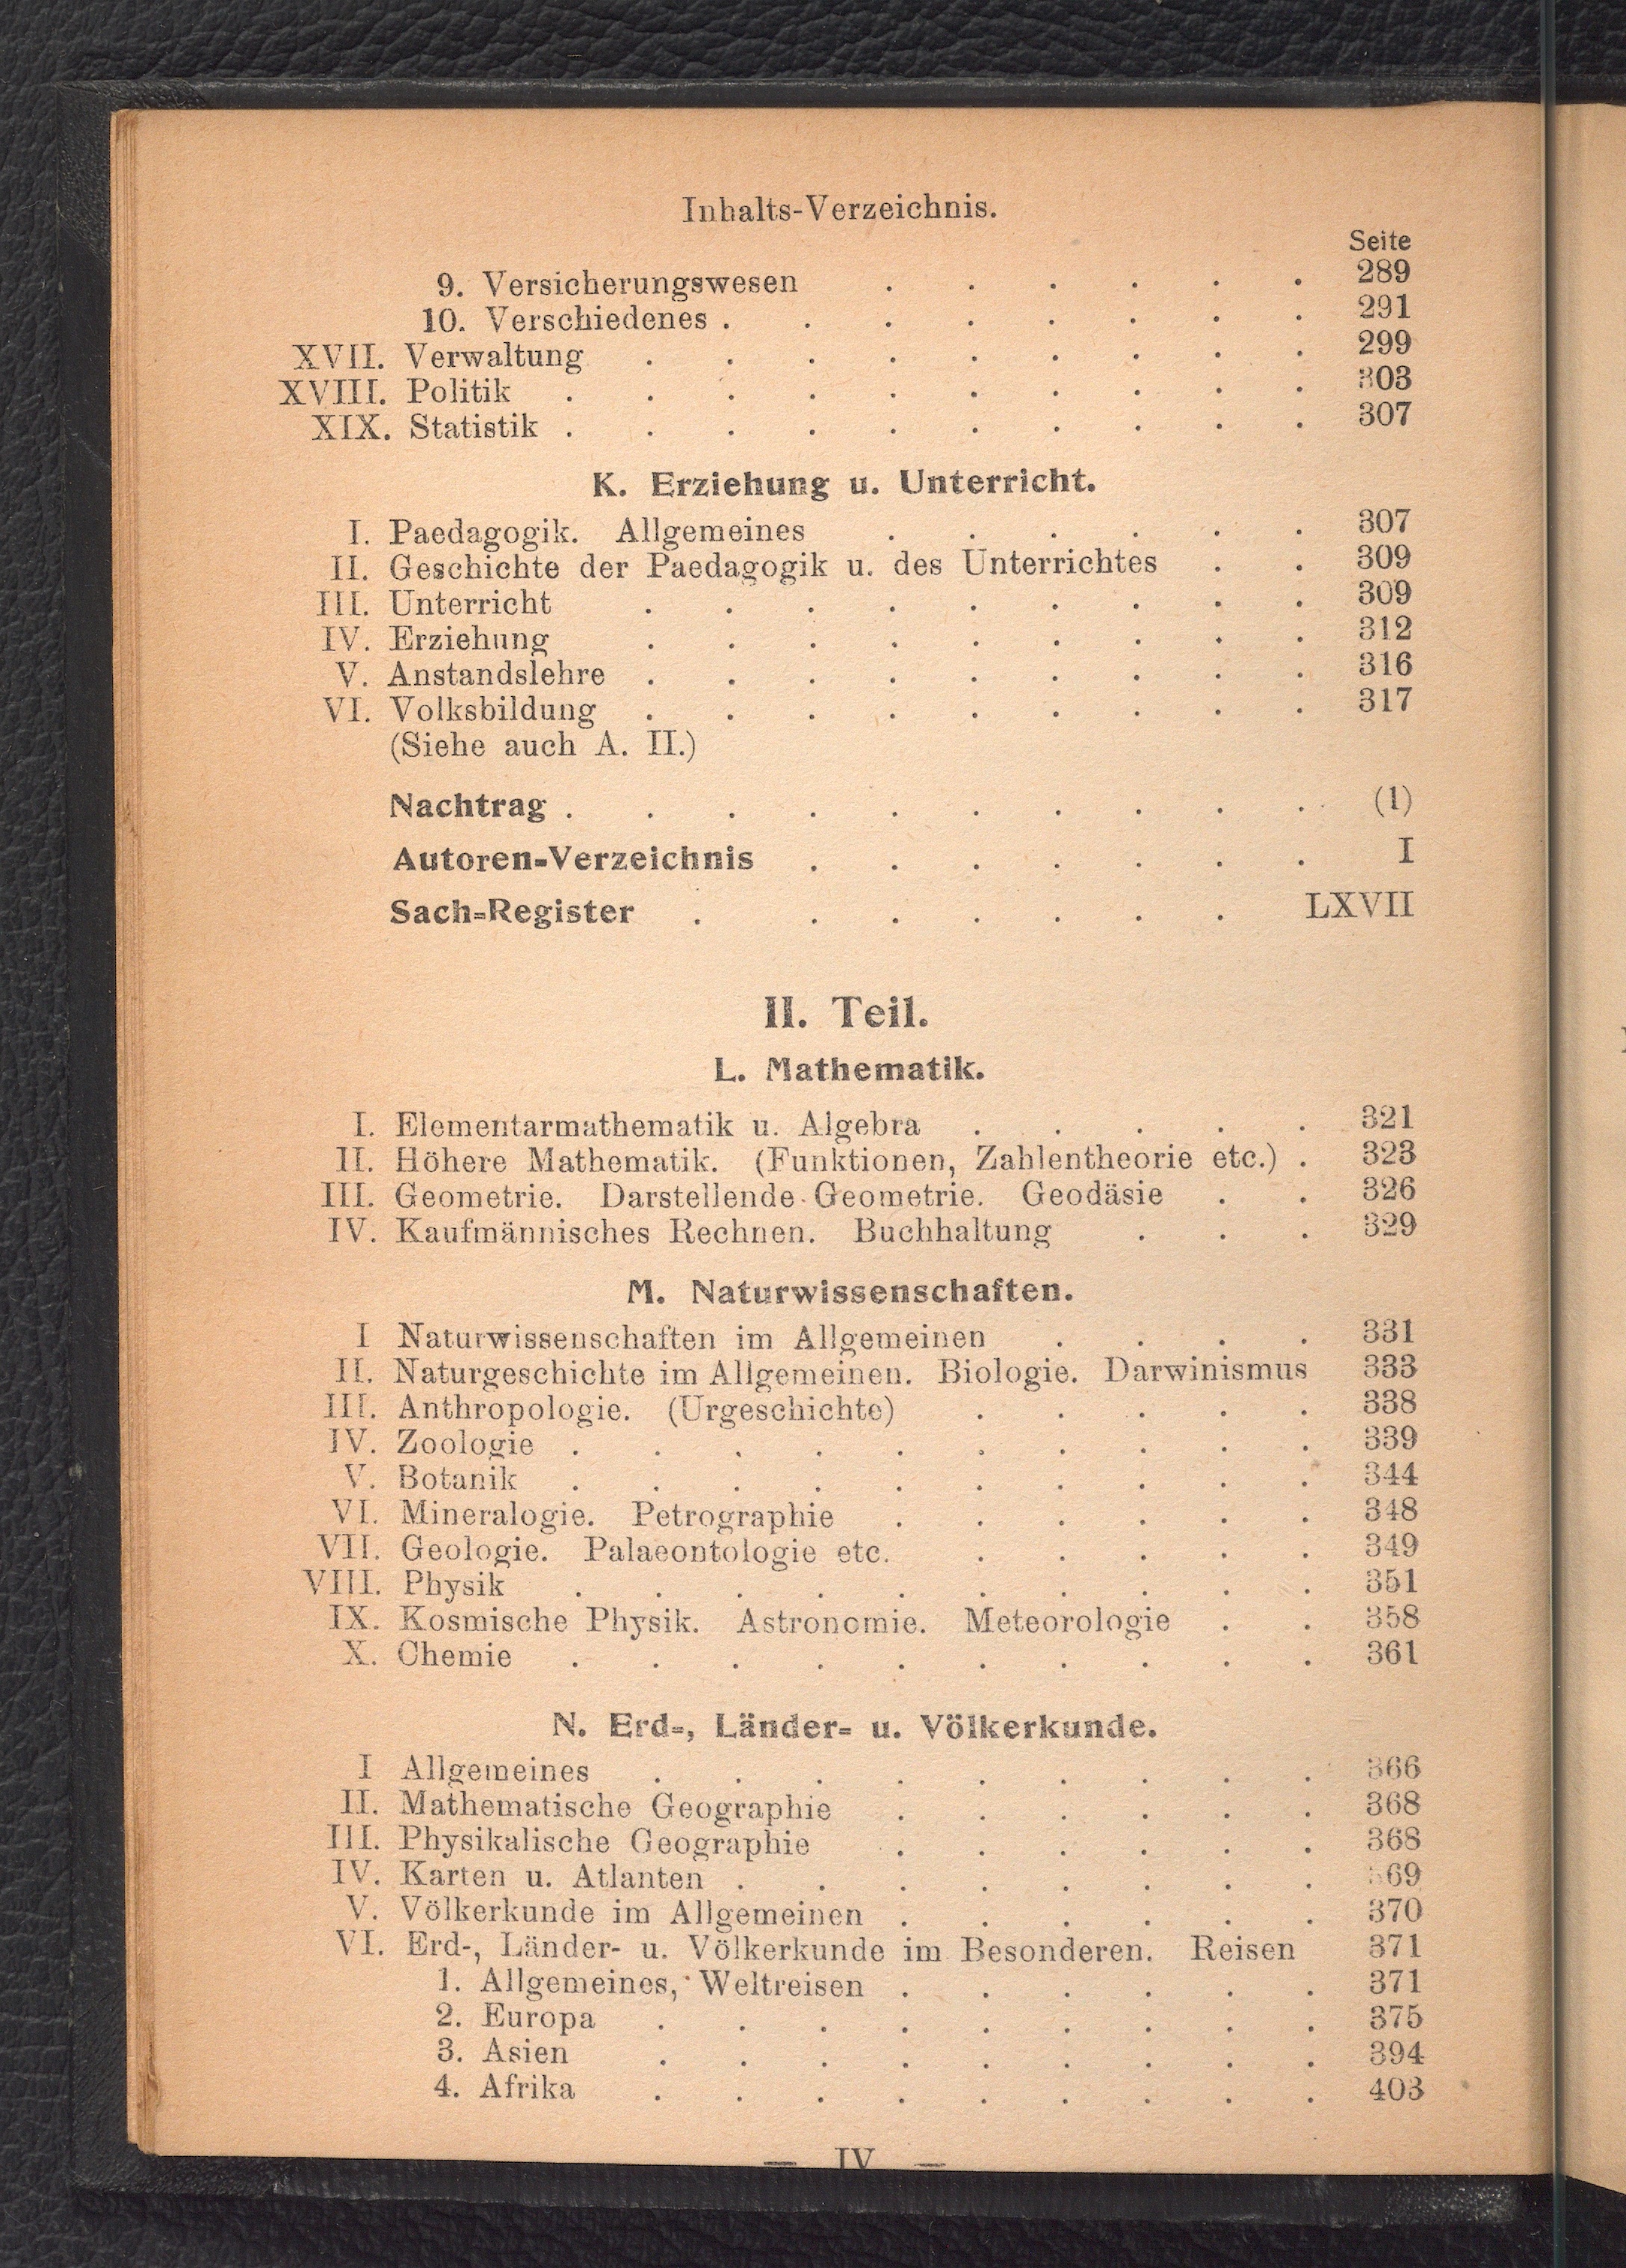 Inhalts-Verzeichnis.
Seite
9. Versicherungswesen . . . . . . 289
10. Verschiedenes . . . . . . . . 291
XVII. Verwaltung . . . . . . . . . 299
XVIII. Politik . . . . . . . . . . 303
XIX. Statistik . . . . . . . . . . 307
K. Erziehung u. Unterricht.
I. Paedagogik. Allgemeines . . . . . . 307
II. Geschichte der Paedagogik u. des Unterrichtes . . 309
III. Unterricht . . . . . . . . . 309
IV. Erziehung . . . . . . . . . 312
V. Anstandslehre . . . . . . . . . 316
VI. Volksbildung . . . . . . . . . 317
(Siehe auch A. II.)
Nachtrag . . . . . . . . . . (1)
Autoren-Verzeichnis . . . . . . . I
Sach-Register . . . . . . . LXVII
II. Teil.
L. Mathematik.
I. Elementarmathematik u. Algebra . . . . . 321
II. Höhere Mathematik. (Funktionen, Zahlentheorie etc.) . 323
III. Geometrie. Darstellende Geometrie. Geodäsie . . 326
IV. Kaufmännisches Rechnen. Buchhaltung . . . 329
M. Naturwissenschaften.
I Naturwissenschaften im Allgemeinen . . . . 331
II. Naturgeschichte im Allgemeinen. Biologie. Darwinismus 333
III. Anthropologie. (Urgeschichte) . . . . . 338
IV. Zoologie . . . . . . . . . . 339
V. Botanik . . . . . . . . . . 344
VI. Mineralogie. Petrographie . . . . . . 348
VII. Geologie. Palaeontologie etc. . . . . . 349
VIII. Physik . . . . . . . . . . 351
IX. Kosmische Physik. Astronomie. Meteorologie . . 358
X. Chemie . . . . . . . . . . 361
N. Erd-, Länder- u. Völkerkunde.
I Allgemeines . . . . . . . . . 366
II. Mathematische Geographie . . . . . . 368
III. Physikalische Geographie . . . . . . 368
IV. Karten u. Atlanten . . . . . . . . 369
V. Völkerkunde im Allgemeinen . . . . . . 370
VI. Erd-, Länder- u. Völkerkunde im Besonderen. Reisen 371
1. Allgemeines, Weltreisen . . . . . . 371
2. Europa . . . . . . . . . 375
3. Asien . . . . . . . . . 394
4. Afrika . . . . . . . . . 403
— IV —